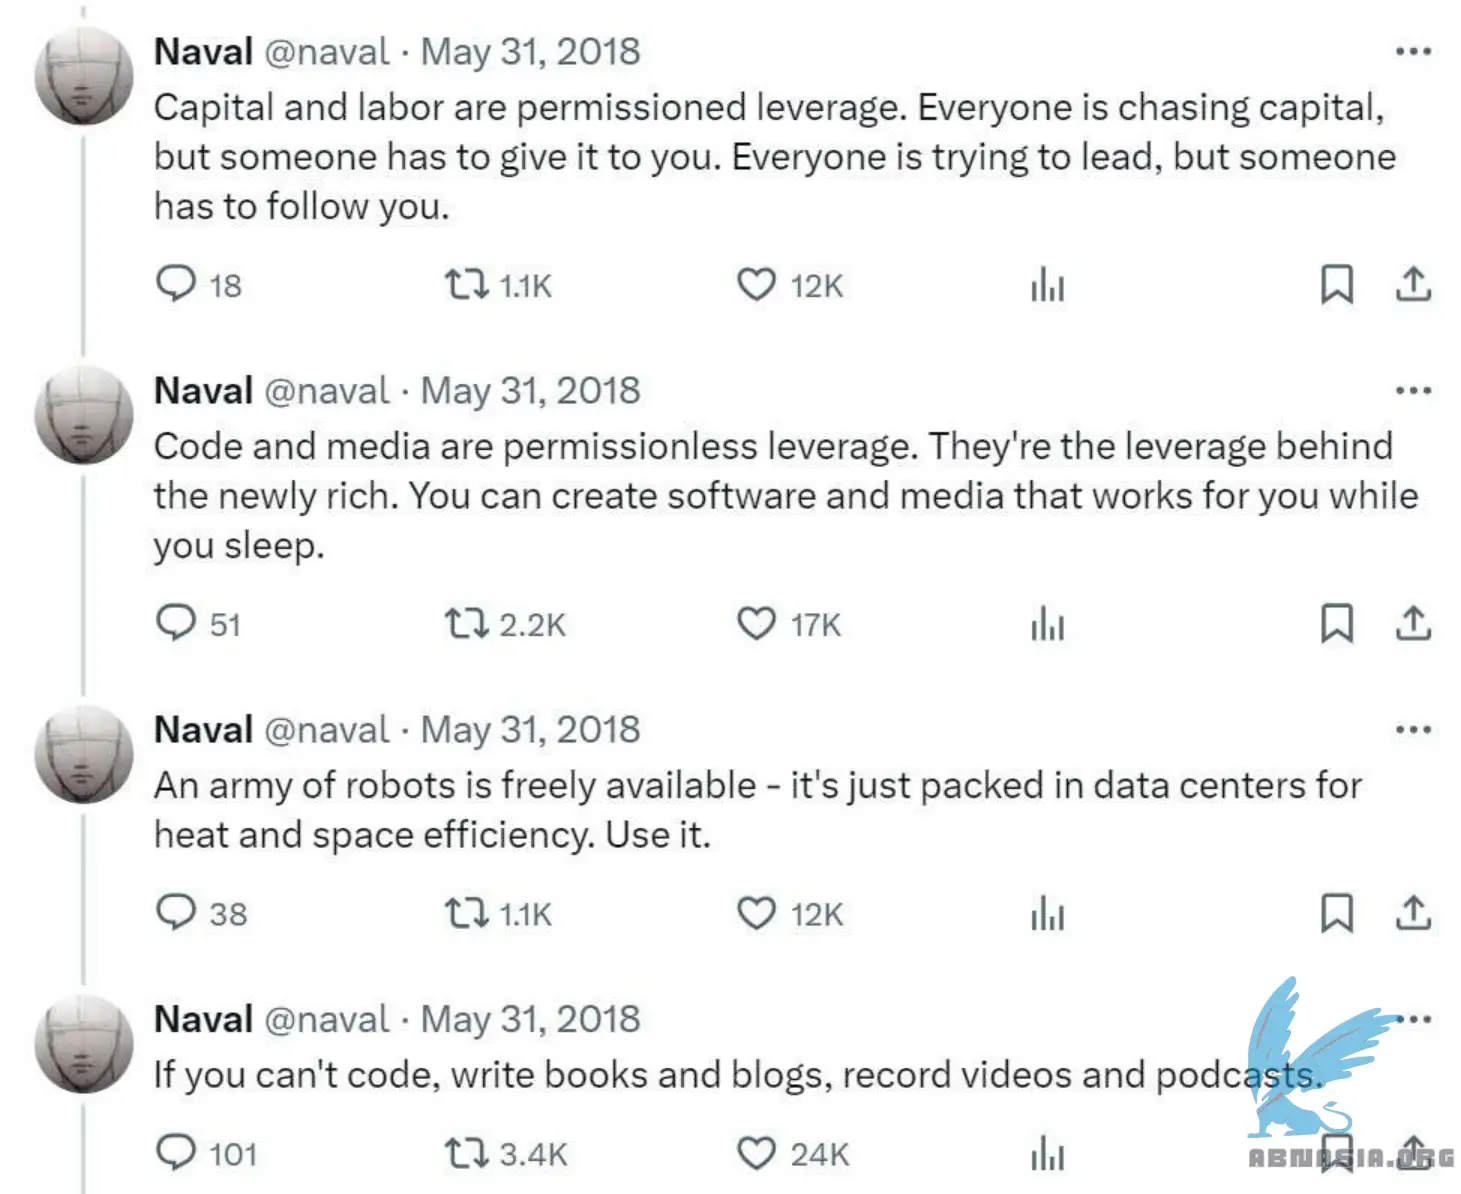 Naval @naval · May 31, 2018
Capital and labor are permissioned leverage. Everyone is chasing capital,
but someone has to give it to you. Everyone is trying to lead, but someone
has to follow you.
18 1.1K 12K
Naval @naval · May 31, 2018
Code and media are permissionless leverage. They're the leverage behind
the newly rich. You can create software and media that works for you while
you sleep.
51 2.2K 17K
Naval @naval · May 31, 2018
An army of robots is freely available - it's just packed in data centers for
heat and space efficiency. Use it.
38 1.1K 12K
Naval @naval · May 31, 2018
If you can't code, write books and blogs, record videos and podcasts.
101 3.4K 24K
ABNASIA.ORG